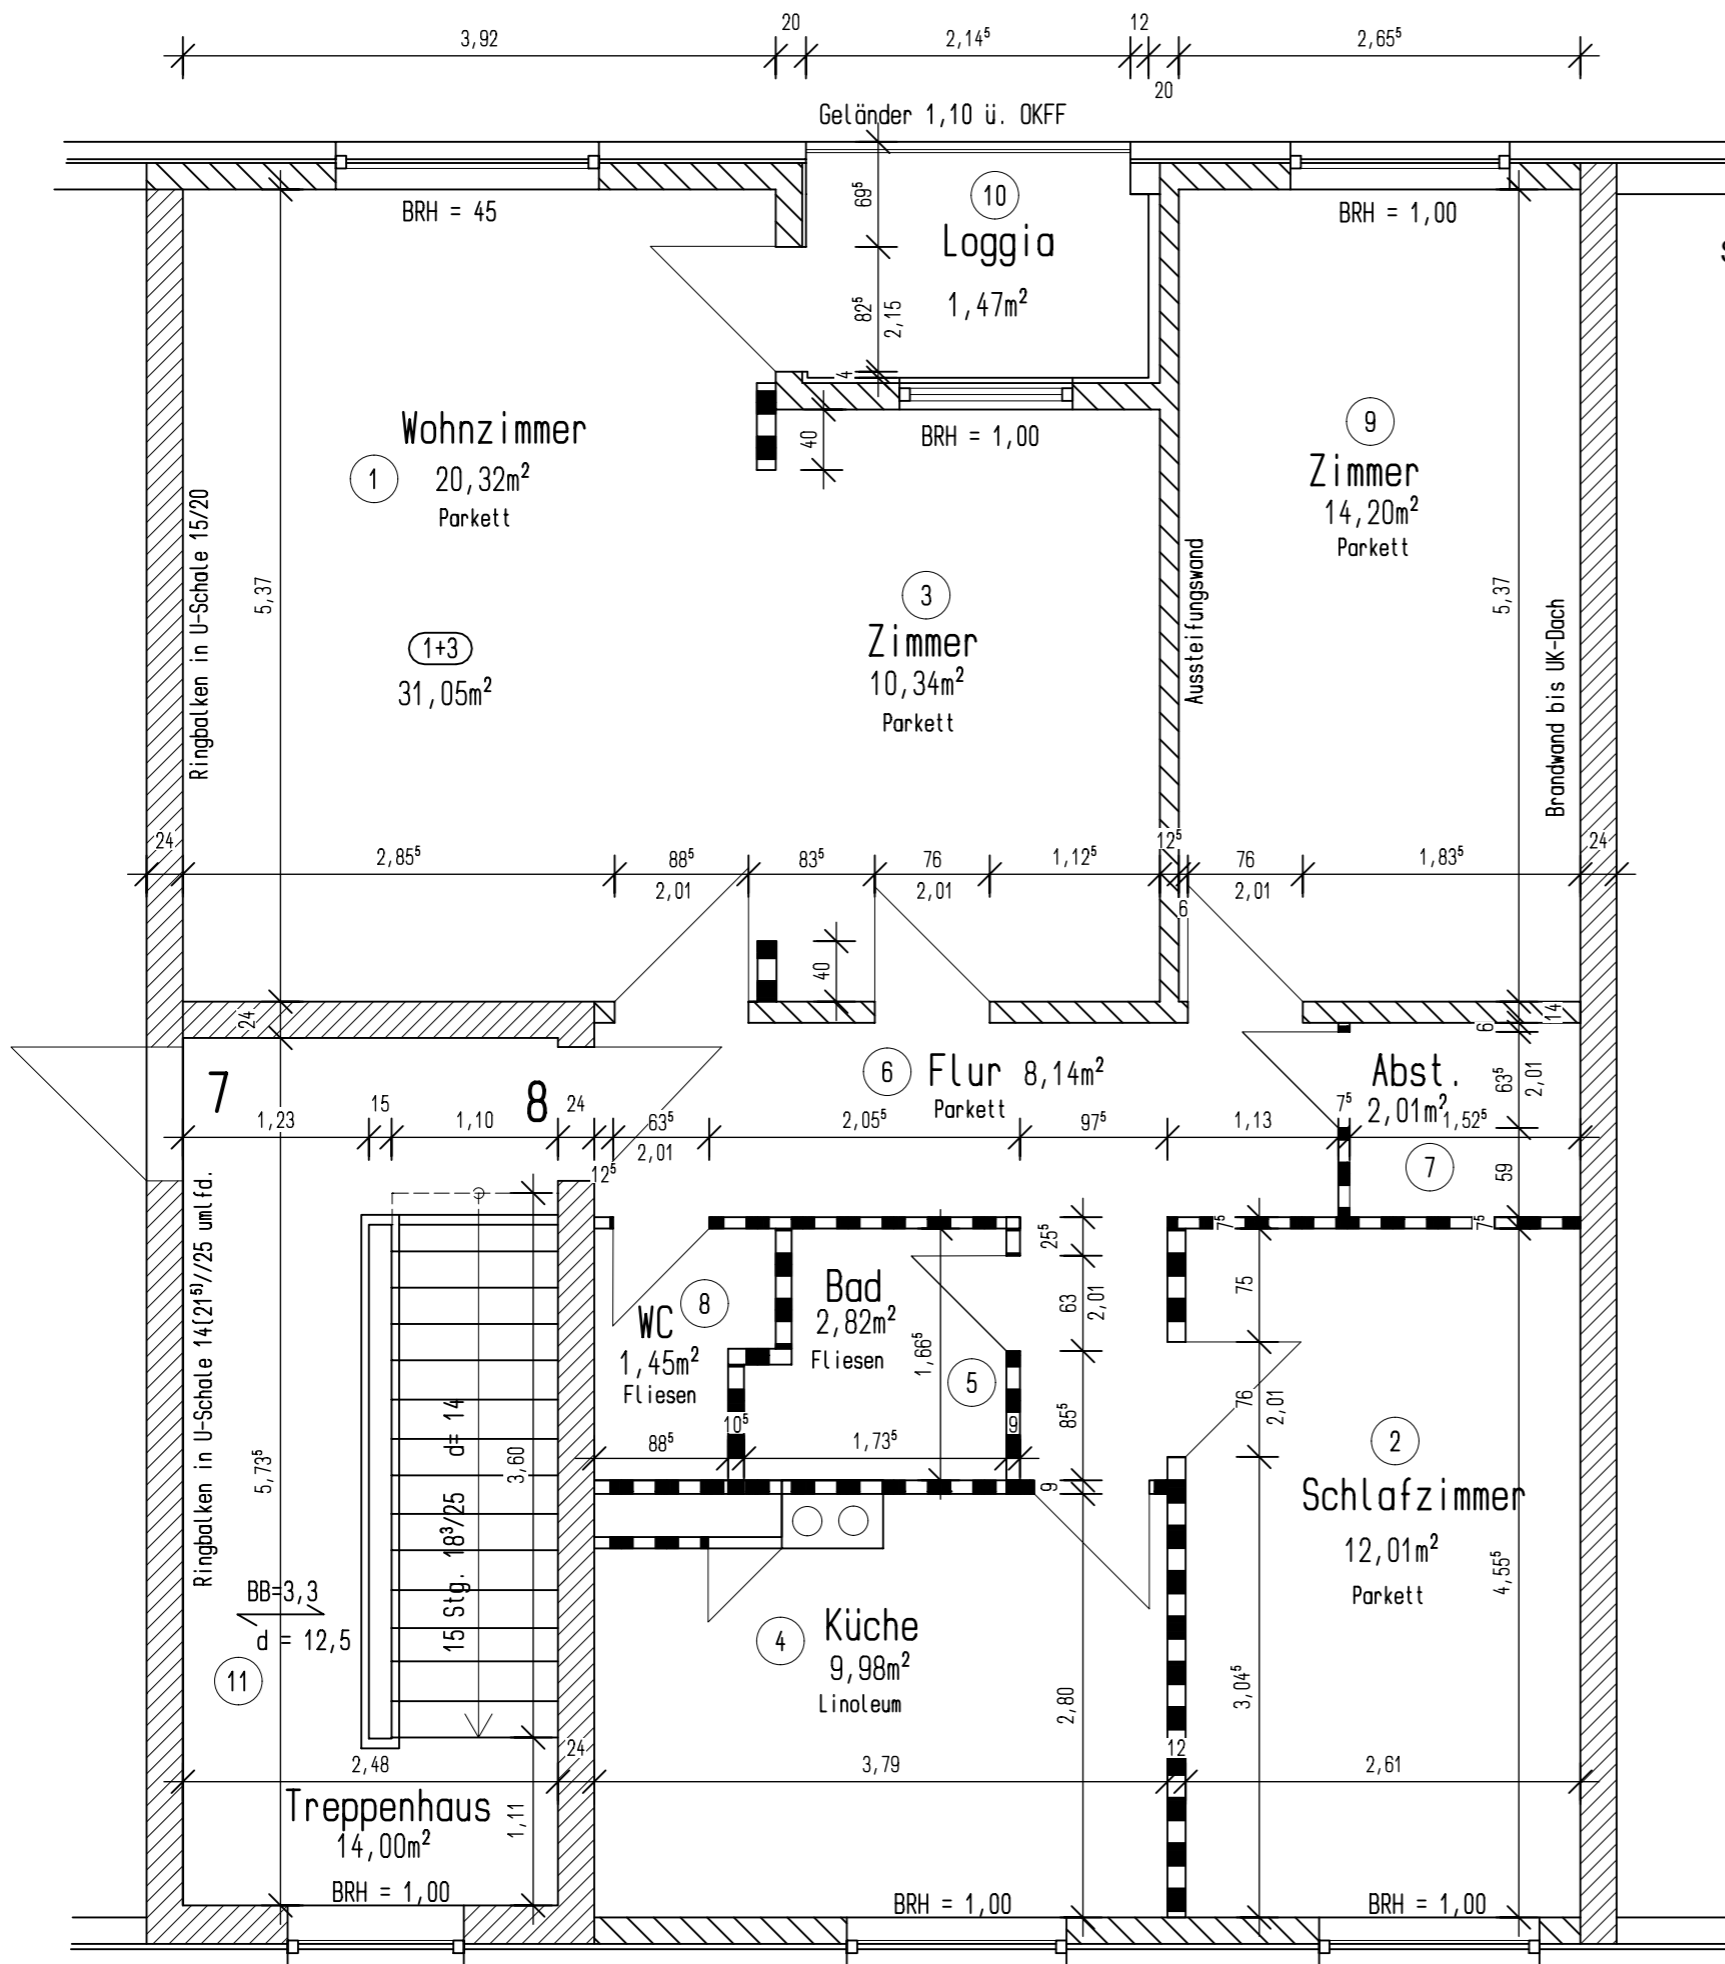 20
12
3,92
2,14⁵
2,65⁵
20
Geländer 1,10 ü. OKFF
BRH = 45
69⁵
10
Loggia
1,47m²
82⁵
2,15
4
BRH = 1,00
Wohnzimmer
1
20,32m²
Parkett
40
BRH = 1,00
9
Zimmer
14,20m²
Parkett
Ringbalken in U-Schale 15/20
5,37
1+3
31,05m²
3
Zimmer
10,34m²
Parkett
Aussteifungswand
5,37
Brandwand bis UK-Dach
24
2,85⁵
88⁵
2,01
83⁵
76
2,01
1,12⁵
12⁵
6
76
2,01
1,83⁵
24
40
24
14
6
7
8
6
Flur 8,14m²
Parkett
Abst.
2,01m²
63⁵
2,01
1,23
15
1,10
24
12⁵
63⁵
2,01
2,05⁵
97⁵
1,13
7⁵
1,52⁵
7
59
Ringbalken in U-Schale 14(21⁵)//25 umlfd.
5,73⁵
15 Stg. 18³/25
d= 14
3,60
WC
8
1,45m²
Fliesen
Bad
2,82m²
Fliesen
1,66⁵
5
25⁵
63
2,01
85⁵
9
7⁵
7⁵
75
76
2,01
88⁵
10⁵
1,73⁵
9
2
Schlafzimmer
12,01m²
Parkett
4,55⁵
3,04⁵
BB=3,3
d = 12,5
11
4
Küche
9,98m²
Linoleum
2,80
2,48
24
3,79
12
2,61
Treppenhaus
14,00m²
1,11
BRH = 1,00
BRH = 1,00
BRH = 1,00